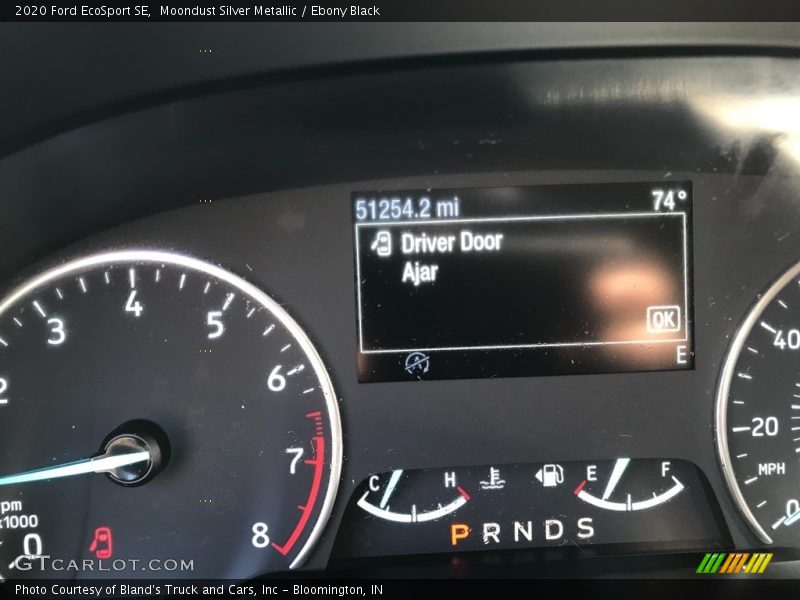 2020 Ford EcoSport SE,  Moondust Silver Metallic / Ebony Black
51254.2 mi
74°
Driver Door
Ajar
OK
E
2
3
4
5
6
7
8
0
pm
x1000
C
H
E
F
P R N D S
40
20
MPH
0
GTCARLOT.COM
Photo Courtesy of Bland's Truck and Cars, Inc – Bloomington, IN